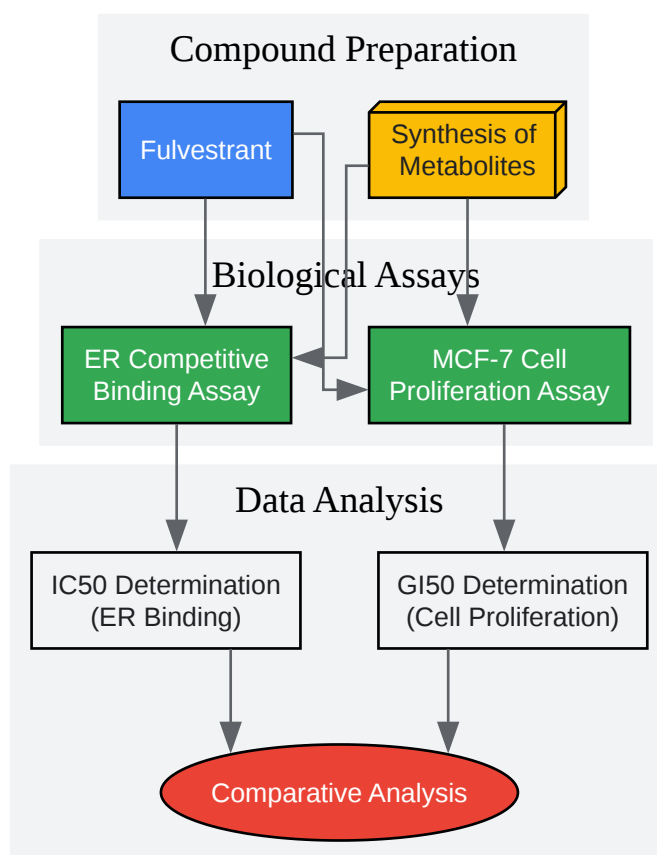 Compound Preparation
Fulvestrant
Synthesis of
Metabolites
Biological Assays
ER Competitive
Binding Assay
MCF-7 Cell
Proliferation Assay
Data Analysis
IC50 Determination
(ER Binding)
GI50 Determination
(Cell Proliferation)
Comparative Analysis